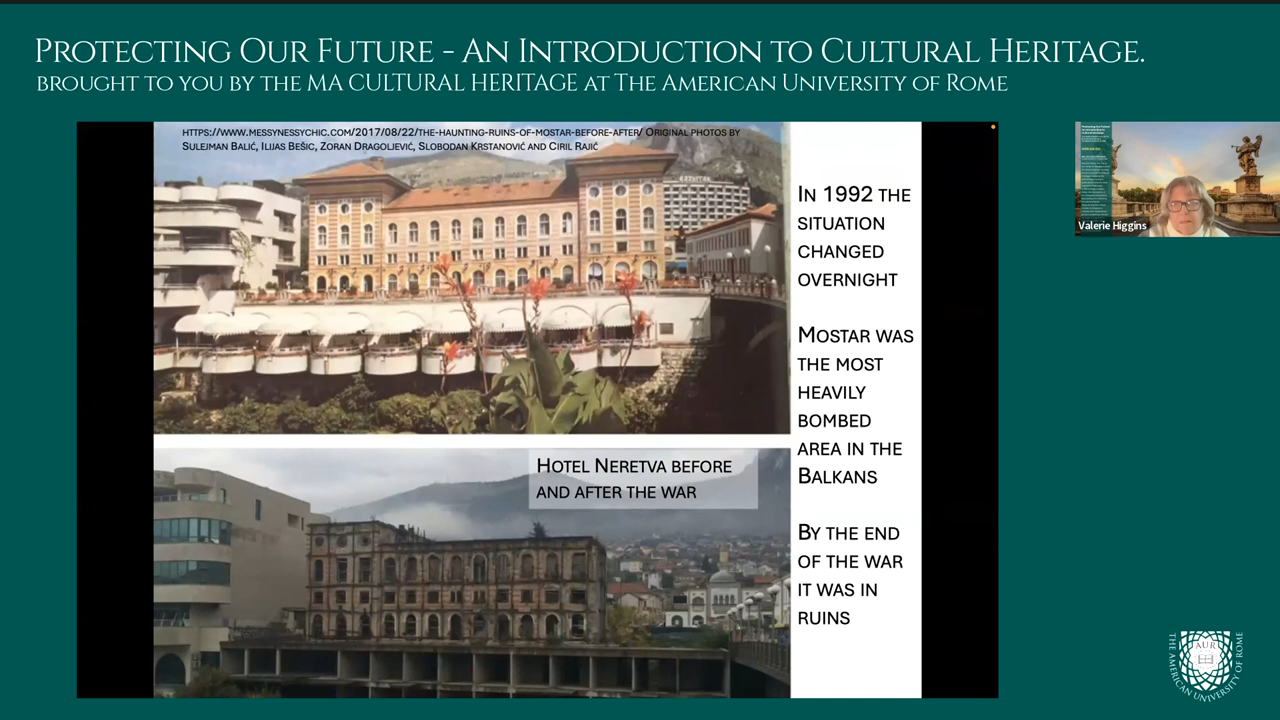 Protecting Our Future - An Introduction to Cultural Heritage.
brought to you by the MA Cultural Heritage at The American University of Rome
https://www.messynessychic.com/2017/08/22/the-haunting-ruins-of-mostar-before-after/ Original photos by
Sulejman Balić, Ilijas Bešic, Zoran Dragoljević, Slobodan Krstanović and Ciril Rajić
In 1992 the
situation
changed
overnight
Mostar was
the most
heavily
bombed
area in the
Balkans
By the end
of the war
it was in
ruins
Hotel Neretva before
and after the war
Valerie Higgins
AUR
THE AMERICAN UNIVERSITY OF ROME